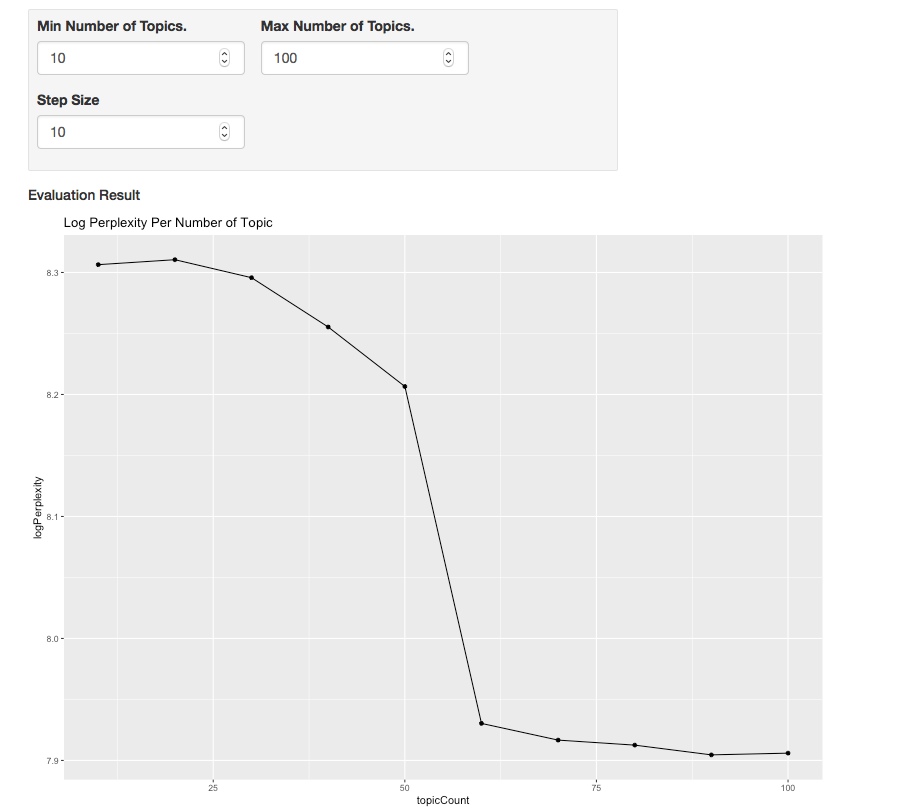 Min Number of Topics. Max Number of Topics.
10 100
Step Size
10
Evaluation Result
Log Perplexity Per Number of Topic
8.3
8.2
8.1
8.0
7.9
logPerplexity
25 50 75 100
topicCount